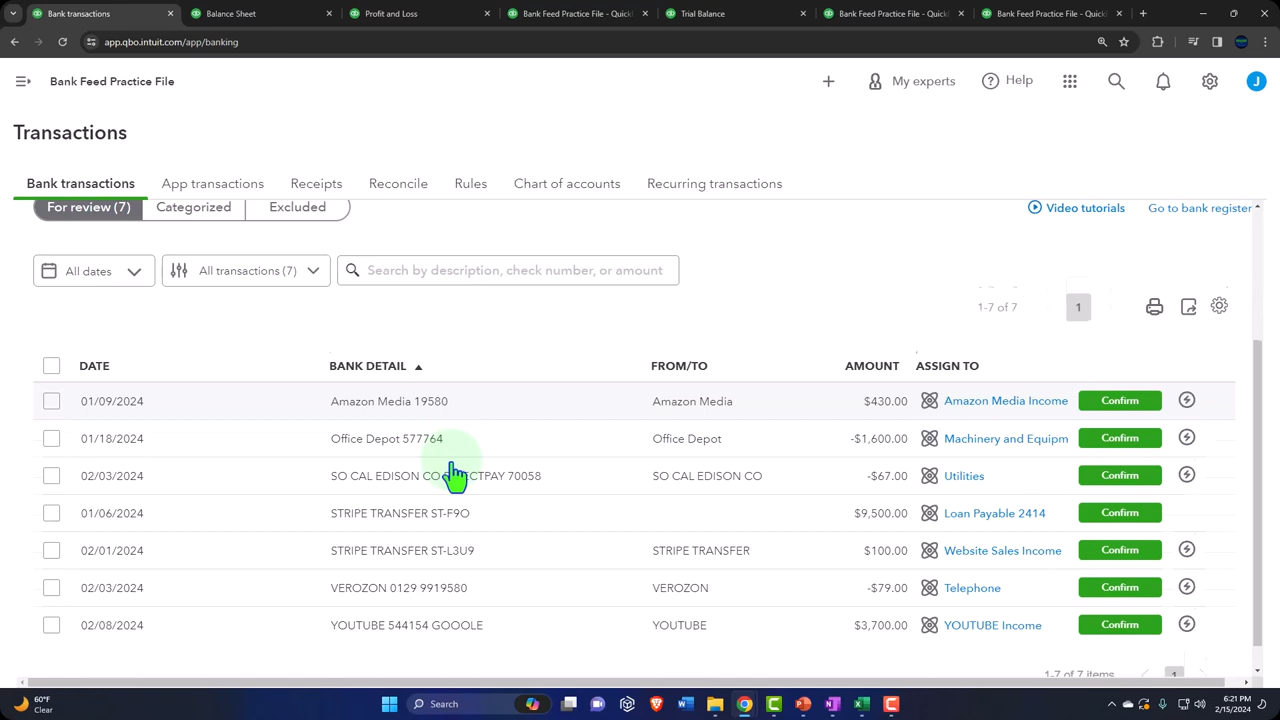 Bank transactions
Balance Sheet
Profit and Loss
Bank Feed Practice File - Quick
Trial Balance
Bank Feed Practice File - Quick
Bank Feed Practice File - Quick
app.qbo.intuit.com/app/banking
Bank Feed Practice File
My experts
Help
J
Transactions
Bank transactions App transactions Receipts Reconcile Rules Chart of accounts Recurring transactions
For review (7) Categorized Excluded
Video tutorials Go to bank register
All dates
All transactions (7)
Search by description, check number, or amount
1-7 of 7
1
DATE BANK DETAIL FROM/TO AMOUNT ASSIGN TO
01/09/2024 Amazon Media 19580 Amazon Media $430.00 Amazon Media Income Confirm
01/18/2024 Office Depot 577764 Office Depot -$1,600.00 Machinery and Equipm Confirm
02/03/2024 SO CAL EDISON CO CTPAY 70058 SO CAL EDISON CO -$67.00 Utilities Confirm
01/06/2024 STRIPE TRANSFER ST-F9O $9,500.00 Loan Payable 2414 Confirm
02/01/2024 STRIPE TRANSFER ST-L3U9 STRIPE TRANSFER $100.00 Website Sales Income Confirm
02/03/2024 VEROZON 0129 9919580 VEROZON -$79.00 Telephone Confirm
02/08/2024 YOUTUBE 544154 GOOOLE YOUTUBE $3,700.00 YOUTUBE Income Confirm
1-7 of 7 items
1
60°F
Clear
Search
6:21 PM
2/15/2024